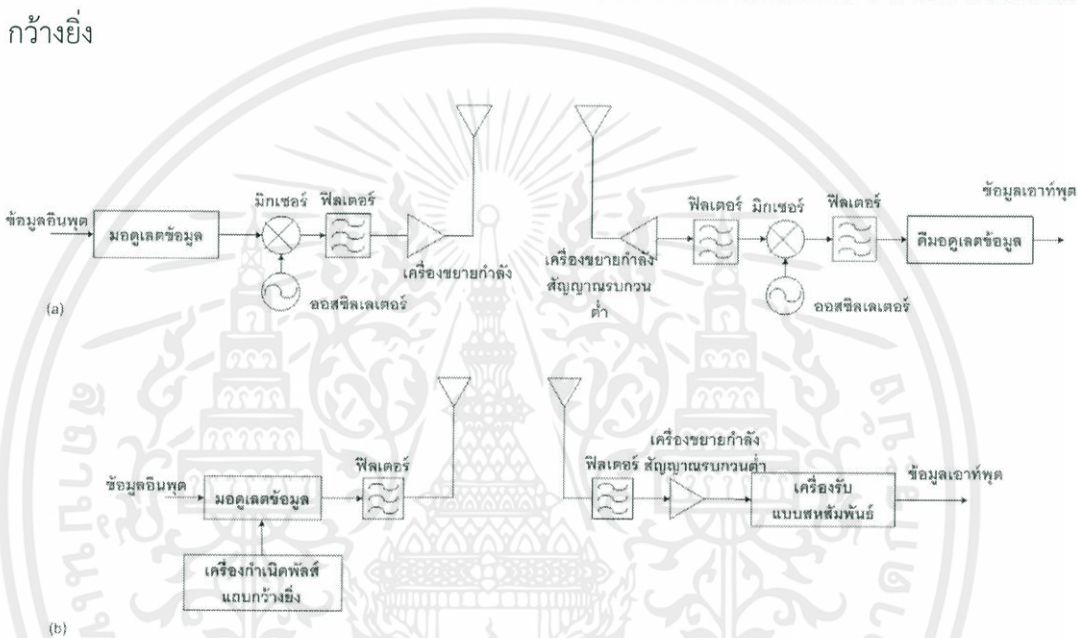 กว้างยิ่ง
ข้อมูลอินพุต
มอดูเลตข้อมูล
มิกเซอร์
ฟิลเตอร์
ออสซิลเลเตอร์
เครื่องขยายกำลัง
(a)
เครื่องขยายกำลัง
สัญญาณรบกวน
ต่ำ
ฟิลเตอร์
มิกเซอร์
ฟิลเตอร์
ออสซิลเลเตอร์
ดีมอดูเลตข้อมูล
ข้อมูลเอาท์พุต
ข้อมูลอินพุต
มอดูเลตข้อมูล
ฟิลเตอร์
เครื่องกำเนิดพัลส์
แถบกว้างยิ่ง
(b)
ฟิลเตอร์
เครื่องขยายกำลัง
สัญญาณรบกวนต่ำ
เครื่องรับ
แบบสหสัมพันธ์
ข้อมูลเอาท์พุต